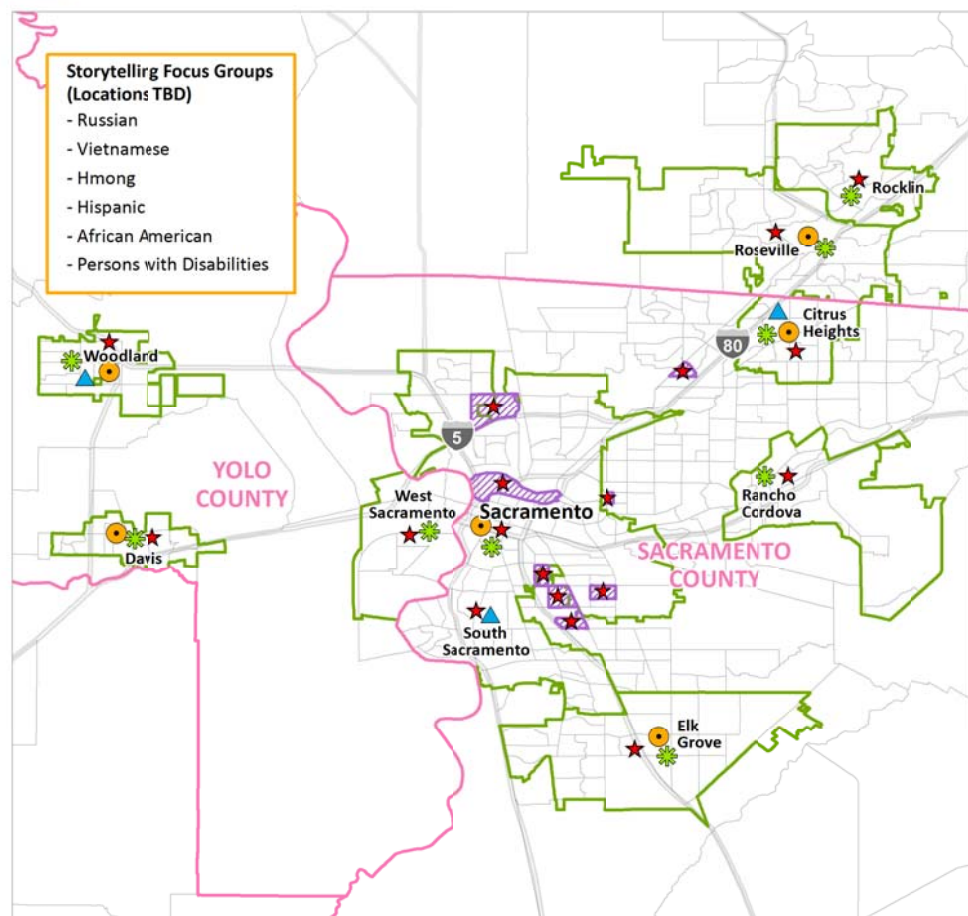 Storytelling Focus Groups
(Locations TBD)
- Russian
- Vietnamese
- Hmong
- Hispanic
- African American
- Persons with Disabilities
Rocklin
Roseville
Citrus
Heights
80
Woodland
5
YOLO
COUNTY
West
Sacramento
Sacramento
Rancho
Cordova
Davis
SACRAMENTO
COUNTY
South
Sacramento
Elk
Grove